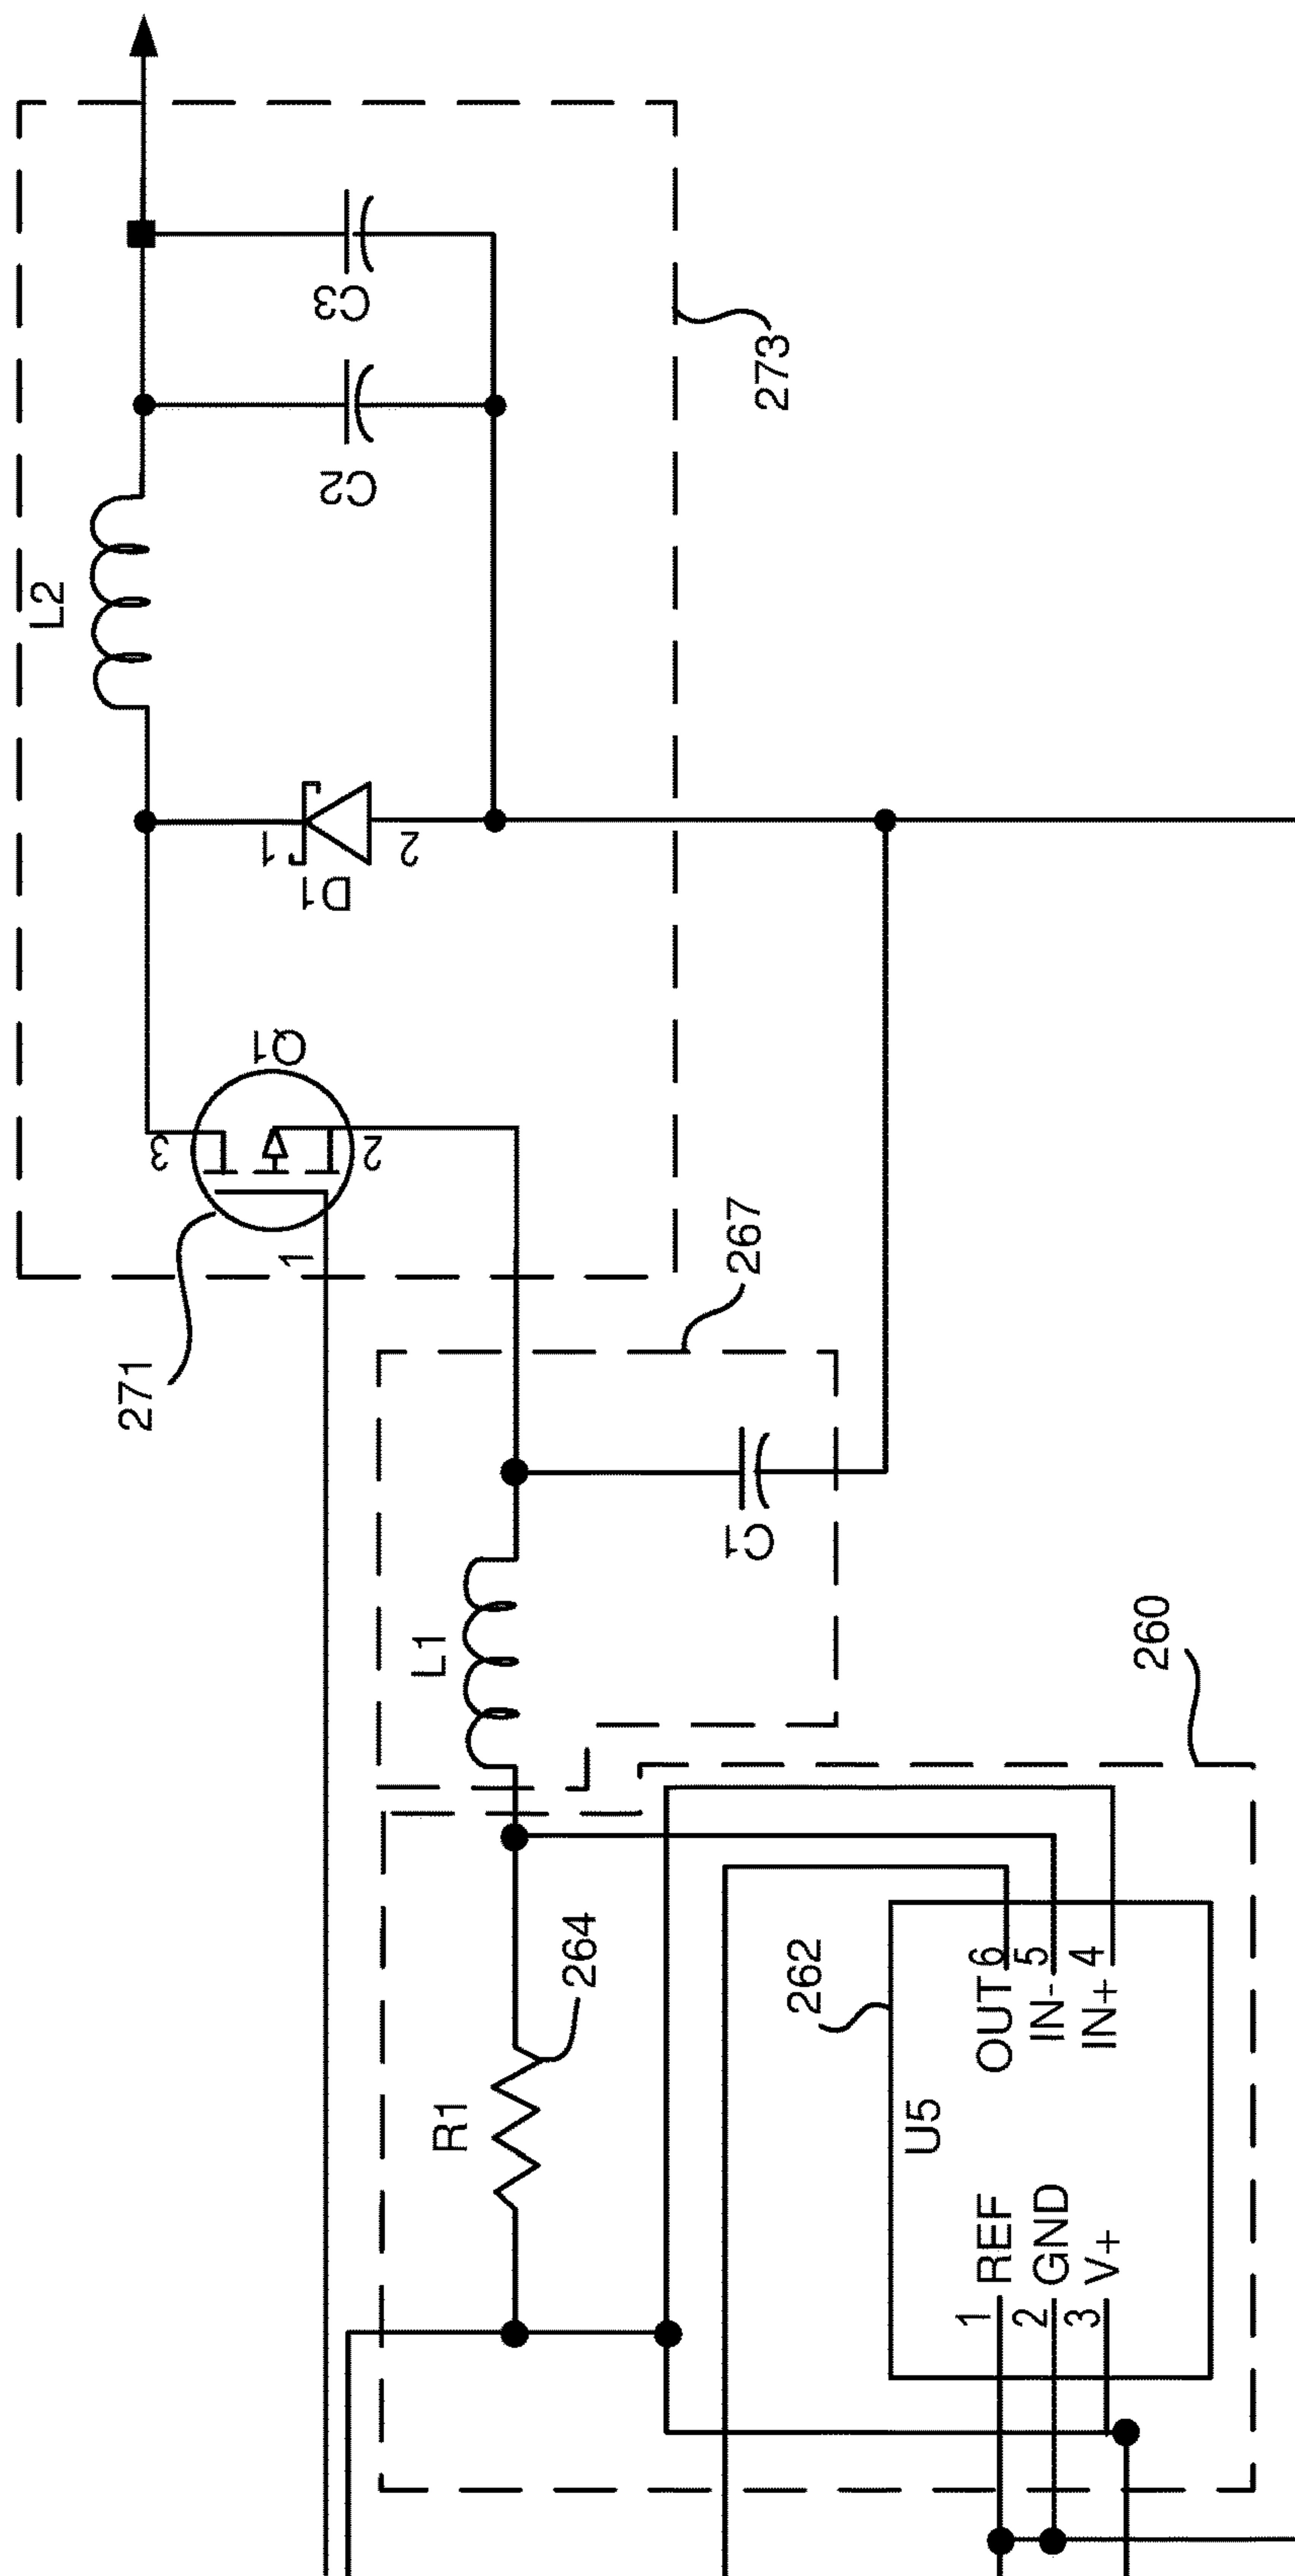 L2
C3
C2
273
1
2
D1
Q1
3
2
1
271
267
L1
C1
260
R1
264
262
U5
OUT 6
IN- 5
IN+ 4
1 REF
2 GND
3 V+